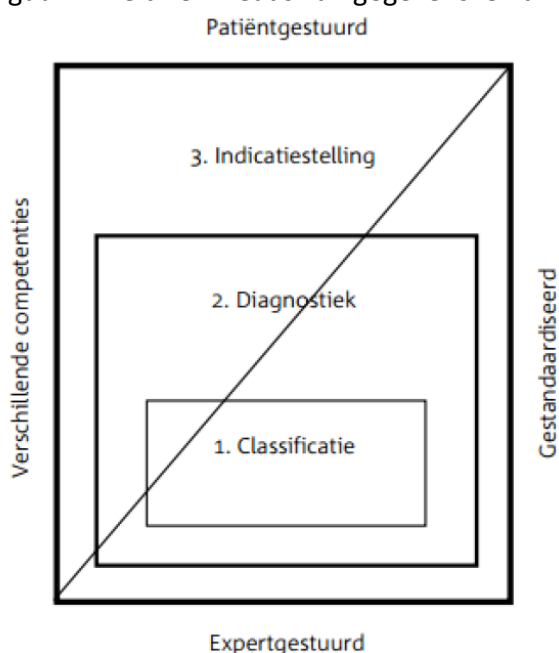 Patiëntgestuurd
3. Indicatiestelling
Verschillende competenties
2. Diagnostiek
Gestandaardiseerd
1. Classificatie
Expertgestuurd